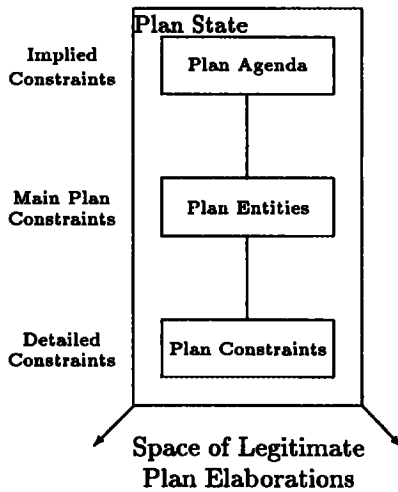 Plan State
Implied
Constraints
Plan Agenda
Main Plan
Constraints
Plan Entities
Detailed
Constraints
Plan Constraints
Space of Legitimate
Plan Elaborations